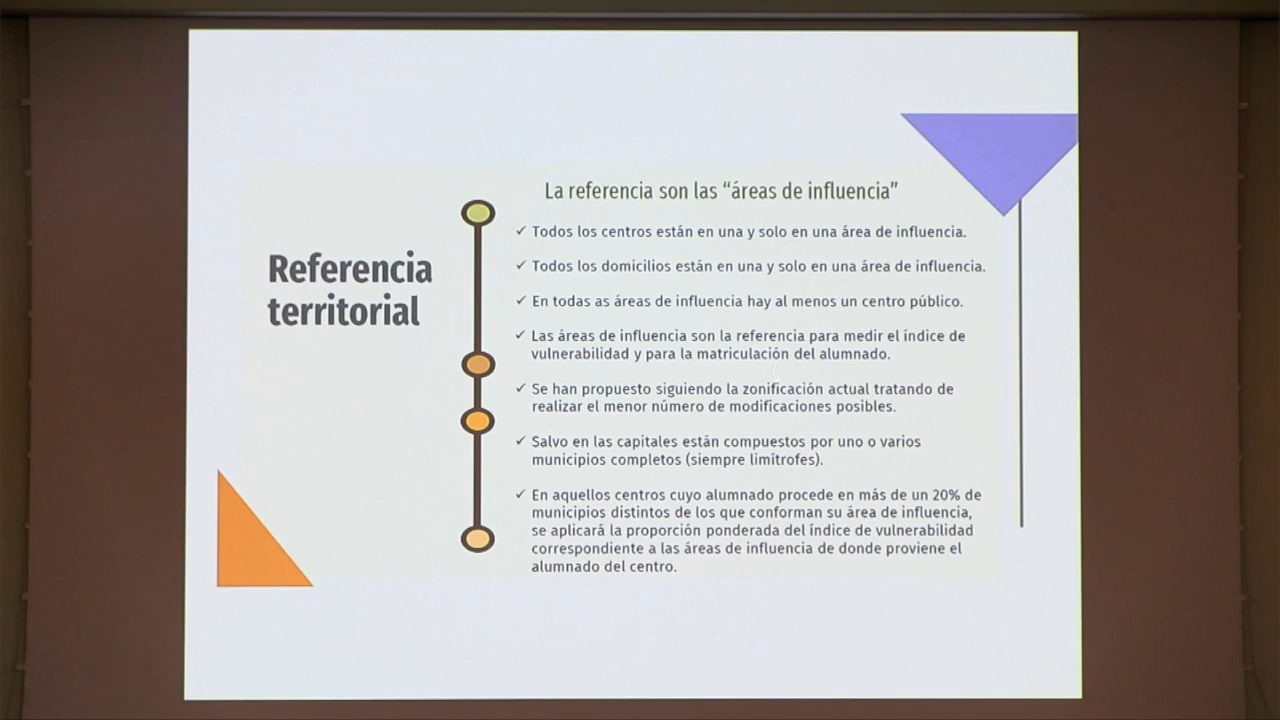 Referencia
territorial
La referencia son las “áreas de influencia”
✓ Todos los centros están en una y solo en una área de influencia.
✓ Todos los domicilios están en una y solo en una área de influencia.
✓ En todas as áreas de influencia hay al menos un centro público.
✓ Las áreas de influencia son la referencia para medir el índice de
vulnerabilidad y para la matriculación del alumnado.
✓ Se han propuesto siguiendo la zonificación actual tratando de
realizar el menor número de modificaciones posibles.
✓ Salvo en las capitales están compuestos por uno o varios
municipios completos (siempre limítrofes).
✓ En aquellos centros cuyo alumnado procede en más de un 20% de
municipios distintos de los que conforman su área de influencia,
se aplicará la proporción ponderada del índice de vulnerabilidad
correspondiente a las áreas de influencia de donde proviene el
alumnado del centro.